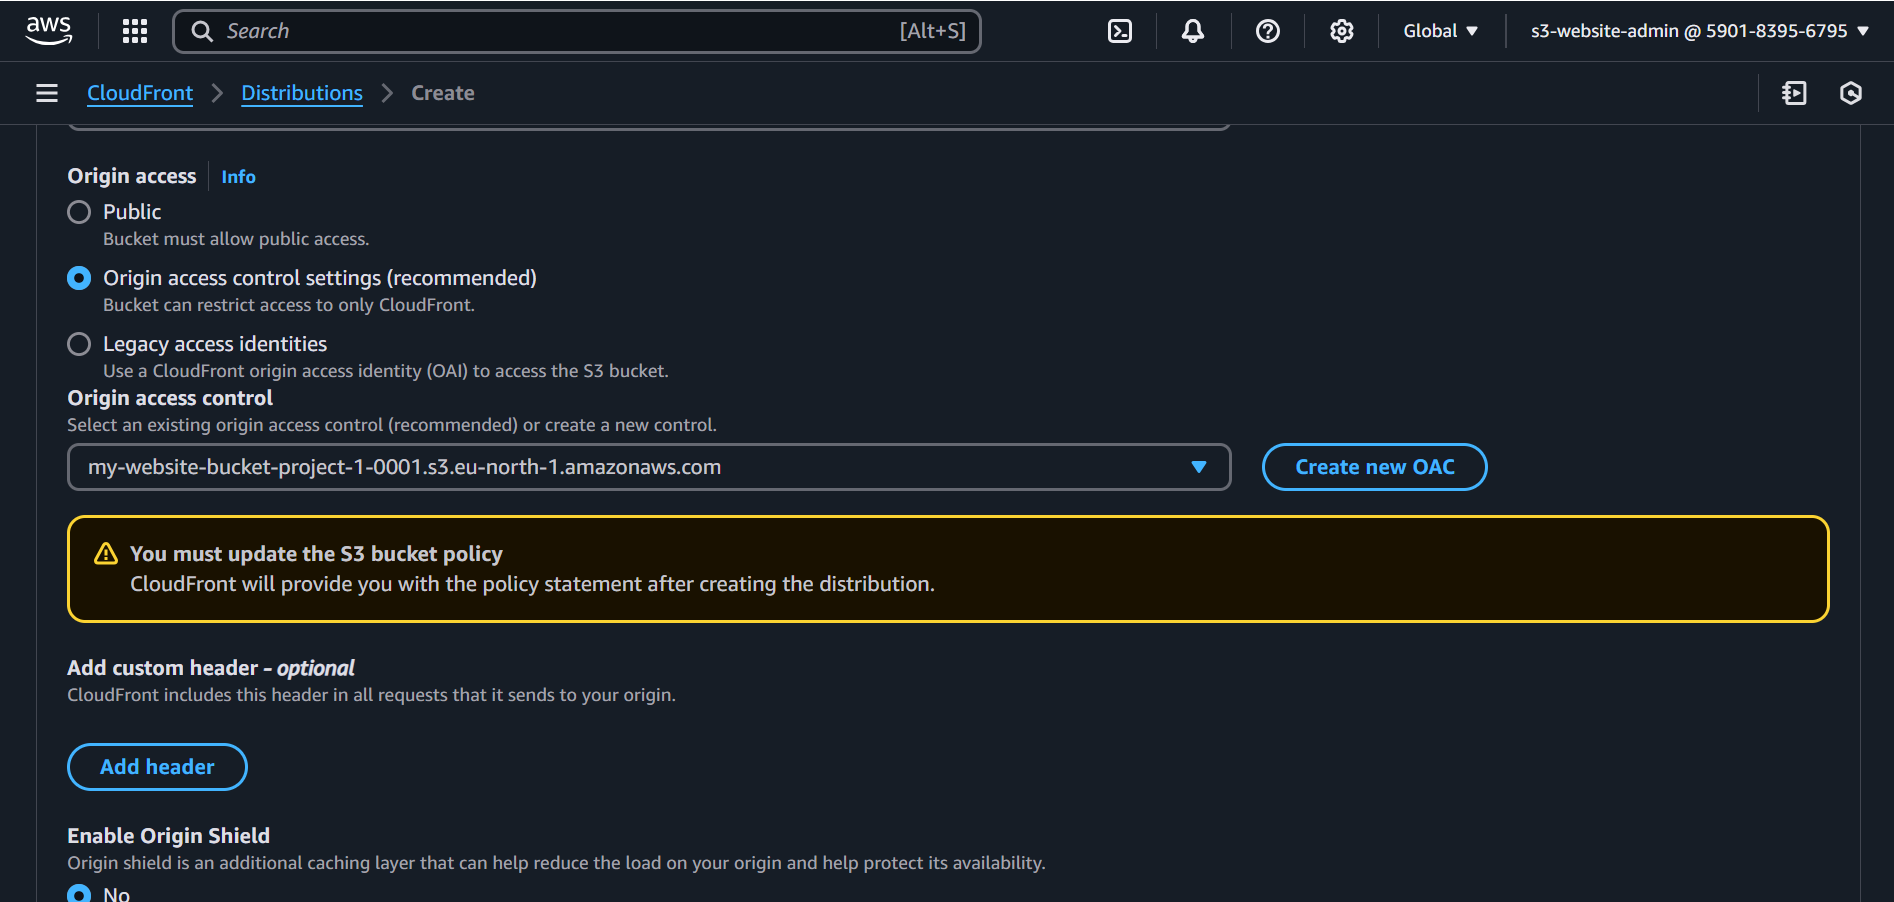 aws
Search [Alt+S]
Global
s3-website-admin @ 5901-8395-6795
CloudFront > Distributions > Create
Origin access Info
Public
Bucket must allow public access.
Origin access control settings (recommended)
Bucket can restrict access to only CloudFront.
Legacy access identities
Use a CloudFront origin access identity (OAI) to access the S3 bucket.
Origin access control
Select an existing origin access control (recommended) or create a new control.
my-website-bucket-project-1-0001.s3.eu-north-1.amazonaws.com
Create new OAC
You must update the S3 bucket policy
CloudFront will provide you with the policy statement after creating the distribution.
Add custom header - optional
CloudFront includes this header in all requests that it sends to your origin.
Add header
Enable Origin Shield
Origin shield is an additional caching layer that can help reduce the load on your origin and help protect its availability.
No